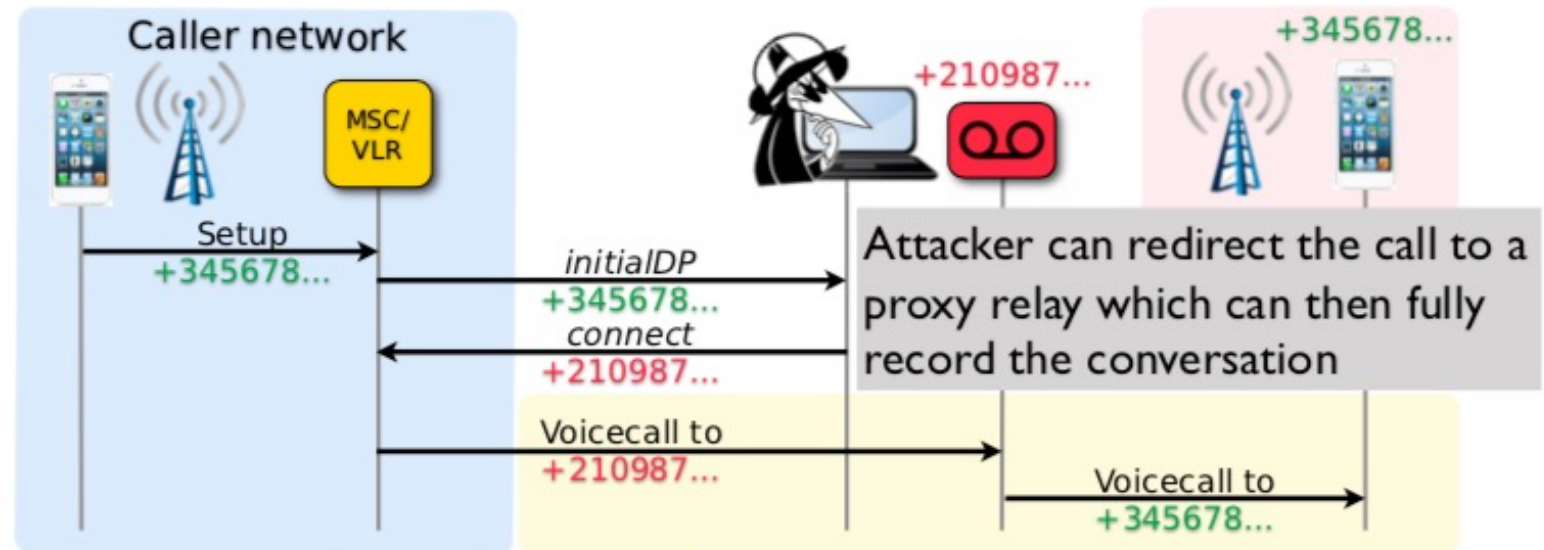 Caller network
+345678...
+210987...
MSC/
VLR
Setup
+345678...
initialDP
+345678...
connect
+210987...
Attacker can redirect the call to a
proxy relay which can then fully
record the conversation
Voicecall to
+210987...
Voicecall to
+345678...